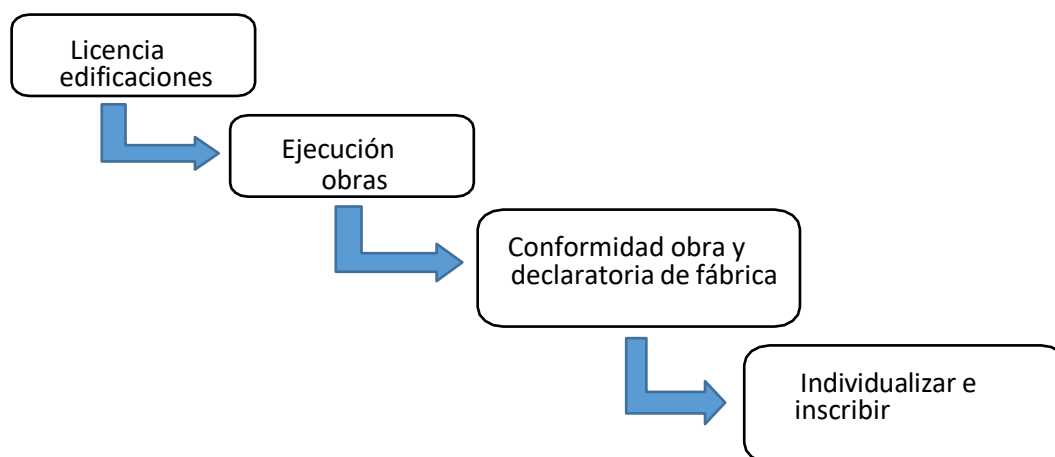 Licencia
edificaciones
Ejecución
obras
Conformidad obra y
declaratoria de fábrica
Individualizar e
inscribir